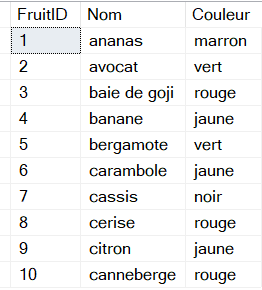 FruitID Nom Couleur
1 ananas marron
2 avocat vert
3 baie de goji rouge
4 banane jaune
5 bergamote vert
6 carambole jaune
7 cassis noir
8 cerise rouge
9 citron jaune
10 canneberge rouge